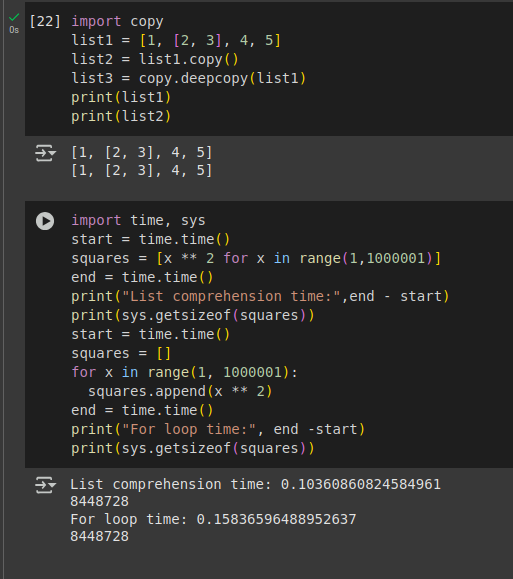 [22] import copy
0s
list1 = [1, [2, 3], 4, 5]
list2 = list1.copy()
list3 = copy.deepcopy(list1)
print(list1)
print(list2)
[1, [2, 3], 4, 5]
[1, [2, 3], 4, 5]
import time, sys
start = time.time()
squares = [x ** 2 for x in range(1,1000001)]
end = time.time()
print("List comprehension time:",end - start)
print(sys.getsizeof(squares))
start = time.time()
squares = []
for x in range(1, 1000001):
  squares.append(x ** 2)
end = time.time()
print("For loop time:", end -start)
print(sys.getsizeof(squares))
List comprehension time: 0.10360860824584961
8448728
For loop time: 0.15836596488952637
8448728